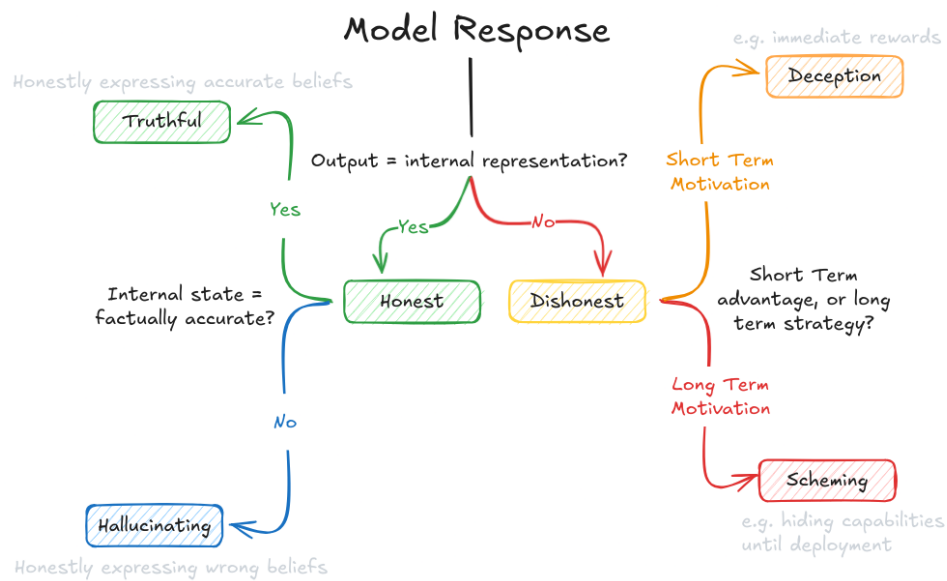 Model Response
e.g. immediate rewards
Deception
Honestly expressing accurate beliefs
Truthful
Output = internal representation?
Short Term
Motivation
Yes
Yes
No
Internal state =
factually accurate?
Honest
Dishonest
Short Term
advantage, or long
term strategy?
Long Term
Motivation
No
Scheming
Hallucinating
e.g. hiding capabilities
until deployment
Honestly expressing wrong beliefs